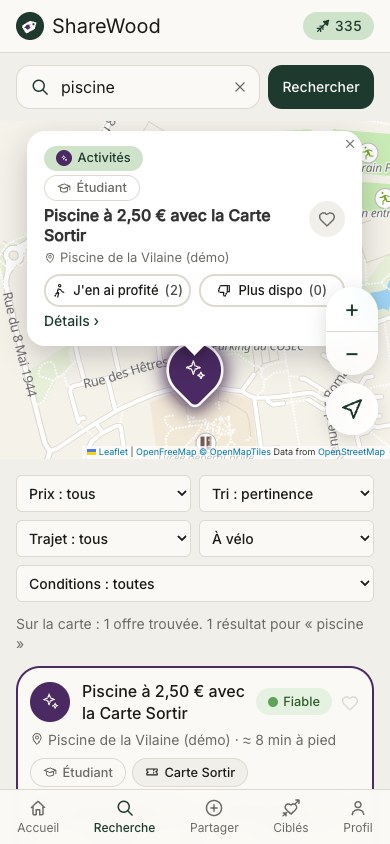 ShareWood
335
piscine
Rechercher
Activités
Étudiant
Piscine à 2,50 € avec la Carte
Sortir
Piscine de la Vilaine (démo)
J'en ai profité (2)
Plus dispo (0)
Détails ›
+
−
Rue du 8 Mai 1944
Rue des Hêtres
Parking du COSEC
Leaflet | OpenFreeMap © OpenMapTiles Data from OpenStreetMap
Prix : tous
Tri : pertinence
Trajet : tous
À vélo
Conditions : toutes
Sur la carte : 1 offre trouvée. 1 résultat pour « piscine
»
Piscine à 2,50 € avec
la Carte Sortir
Fiable
Piscine de la Vilaine (démo) · ≈ 8 min à pied
Étudiant
Carte Sortir
Accueil
Recherche
Partager
Ciblés
Profil